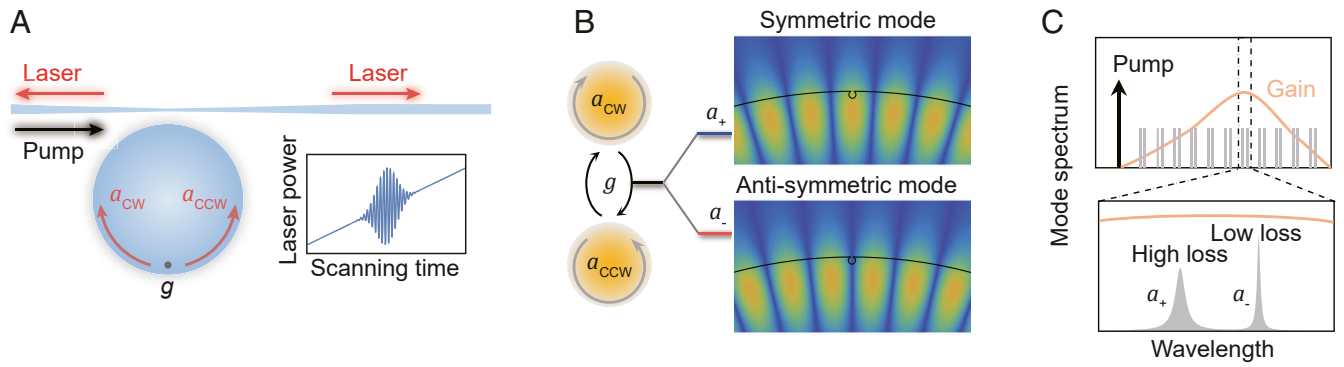 A
Laser
Laser
Pump
a_CW
a_CCW
g
Laser power
Scanning time
B
Symmetric mode
a_CW
a_+
g
Anti-symmetric mode
a_-
a_CCW
C
Mode spectrum
Pump
Gain
Low loss
High loss
a_+
a_-
Wavelength